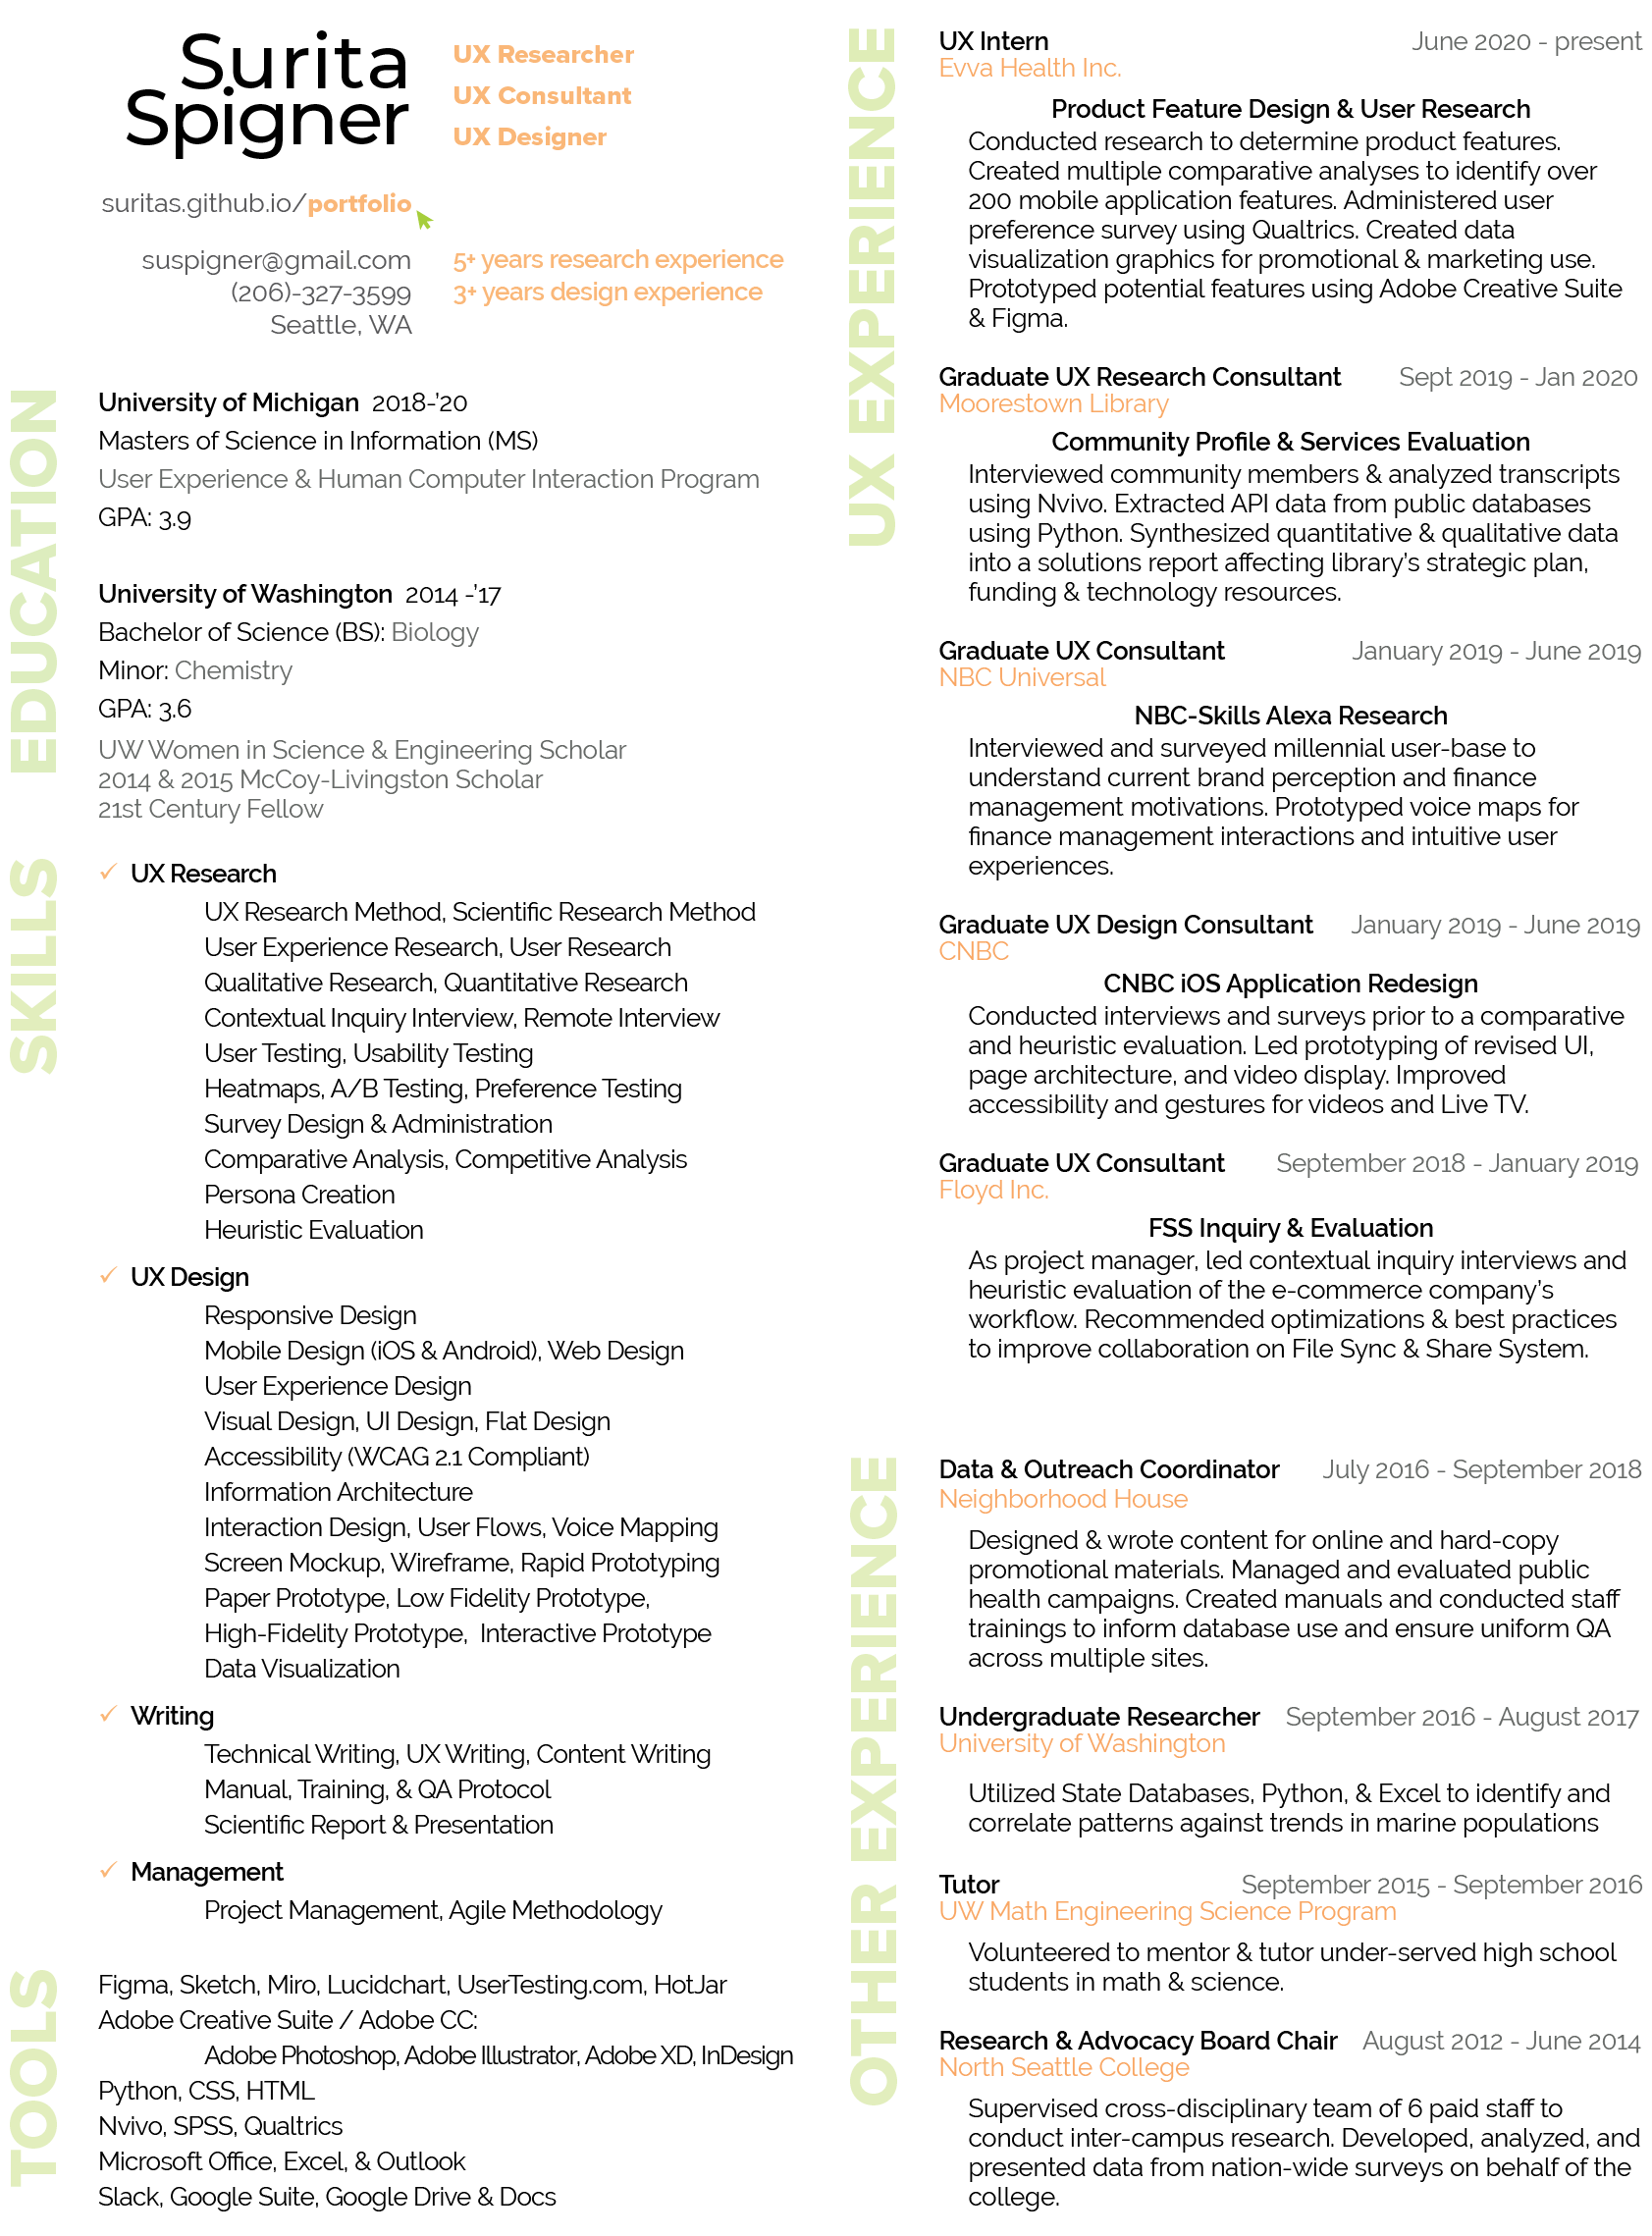 Surita
Spigner
UX Researcher
UX Consultant
UX Designer
suritas.github.io/portfolio
suspigner@gmail.com
(206)-327-3599
Seattle, WA
5+ years research experience
3+ years design experience
EDUCATION
University of Michigan 2018-’20
Masters of Science in Information (MS)
User Experience & Human Computer Interaction Program
GPA: 3.9
University of Washington 2014 -’17
Bachelor of Science (BS): Biology
Minor: Chemistry
GPA: 3.6
UW Women in Science & Engineering Scholar
2014 & 2015 McCoy-Livingston Scholar
21st Century Fellow
SKILLS
✓ UX Research
UX Research Method, Scientific Research Method
User Experience Research, User Research
Qualitative Research, Quantitative Research
Contextual Inquiry Interview, Remote Interview
User Testing, Usability Testing
Heatmaps, A/B Testing, Preference Testing
Survey Design & Administration
Comparative Analysis, Competitive Analysis
Persona Creation
Heuristic Evaluation
✓ UX Design
Responsive Design
Mobile Design (iOS & Android), Web Design
User Experience Design
Visual Design, UI Design, Flat Design
Accessibility (WCAG 2.1 Compliant)
Information Architecture
Interaction Design, User Flows, Voice Mapping
Screen Mockup, Wireframe, Rapid Prototyping
Paper Prototype, Low Fidelity Prototype,
High-Fidelity Prototype, Interactive Prototype
Data Visualization
✓ Writing
Technical Writing, UX Writing, Content Writing
Manual, Training, & QA Protocol
Scientific Report & Presentation
✓ Management
Project Management, Agile Methodology
TOOLS
Figma, Sketch, Miro, Lucidchart, UserTesting.com, HotJar
Adobe Creative Suite / Adobe CC:
Adobe Photoshop, Adobe Illustrator, Adobe XD, InDesign
Python, CSS, HTML
Nvivo, SPSS, Qualtrics
Microsoft Office, Excel, & Outlook
Slack, Google Suite, Google Drive & Docs
UX EXPERIENCE
UX Intern June 2020 - present
Evva Health Inc.
Product Feature Design & User Research
Conducted research to determine product features.
Created multiple comparative analyses to identify over
200 mobile application features. Administered user
preference survey using Qualtrics. Created data
visualization graphics for promotional & marketing use.
Prototyped potential features using Adobe Creative Suite
& Figma.
Graduate UX Research Consultant Sept 2019 - Jan 2020
Moorestown Library
Community Profile & Services Evaluation
Interviewed community members & analyzed transcripts
using Nvivo. Extracted API data from public databases
using Python. Synthesized quantitative & qualitative data
into a solutions report affecting library’s strategic plan,
funding & technology resources.
Graduate UX Consultant January 2019 - June 2019
NBC Universal
NBC-Skills Alexa Research
Interviewed and surveyed millennial user-base to
understand current brand perception and finance
management motivations. Prototyped voice maps for
finance management interactions and intuitive user
experiences.
Graduate UX Design Consultant January 2019 - June 2019
CNBC
CNBC iOS Application Redesign
Conducted interviews and surveys prior to a comparative
and heuristic evaluation. Led prototyping of revised UI,
page architecture, and video display. Improved
accessibility and gestures for videos and Live TV.
Graduate UX Consultant September 2018 - January 2019
Floyd Inc.
FSS Inquiry & Evaluation
As project manager, led contextual inquiry interviews and
heuristic evaluation of the e-commerce company’s
workflow. Recommended optimizations & best practices
to improve collaboration on File Sync & Share System.
OTHER EXPERIENCE
Data & Outreach Coordinator July 2016 - September 2018
Neighborhood House
Designed & wrote content for online and hard-copy
promotional materials. Managed and evaluated public
health campaigns. Created manuals and conducted staff
trainings to inform database use and ensure uniform QA
across multiple sites.
Undergraduate Researcher September 2016 - August 2017
University of Washington
Utilized State Databases, Python, & Excel to identify and
correlate patterns against trends in marine populations
Tutor September 2015 - September 2016
UW Math Engineering Science Program
Volunteered to mentor & tutor under-served high school
students in math & science.
Research & Advocacy Board Chair August 2012 - June 2014
North Seattle College
Supervised cross-disciplinary team of 6 paid staff to
conduct inter-campus research. Developed, analyzed, and
presented data from nation-wide surveys on behalf of the
college.